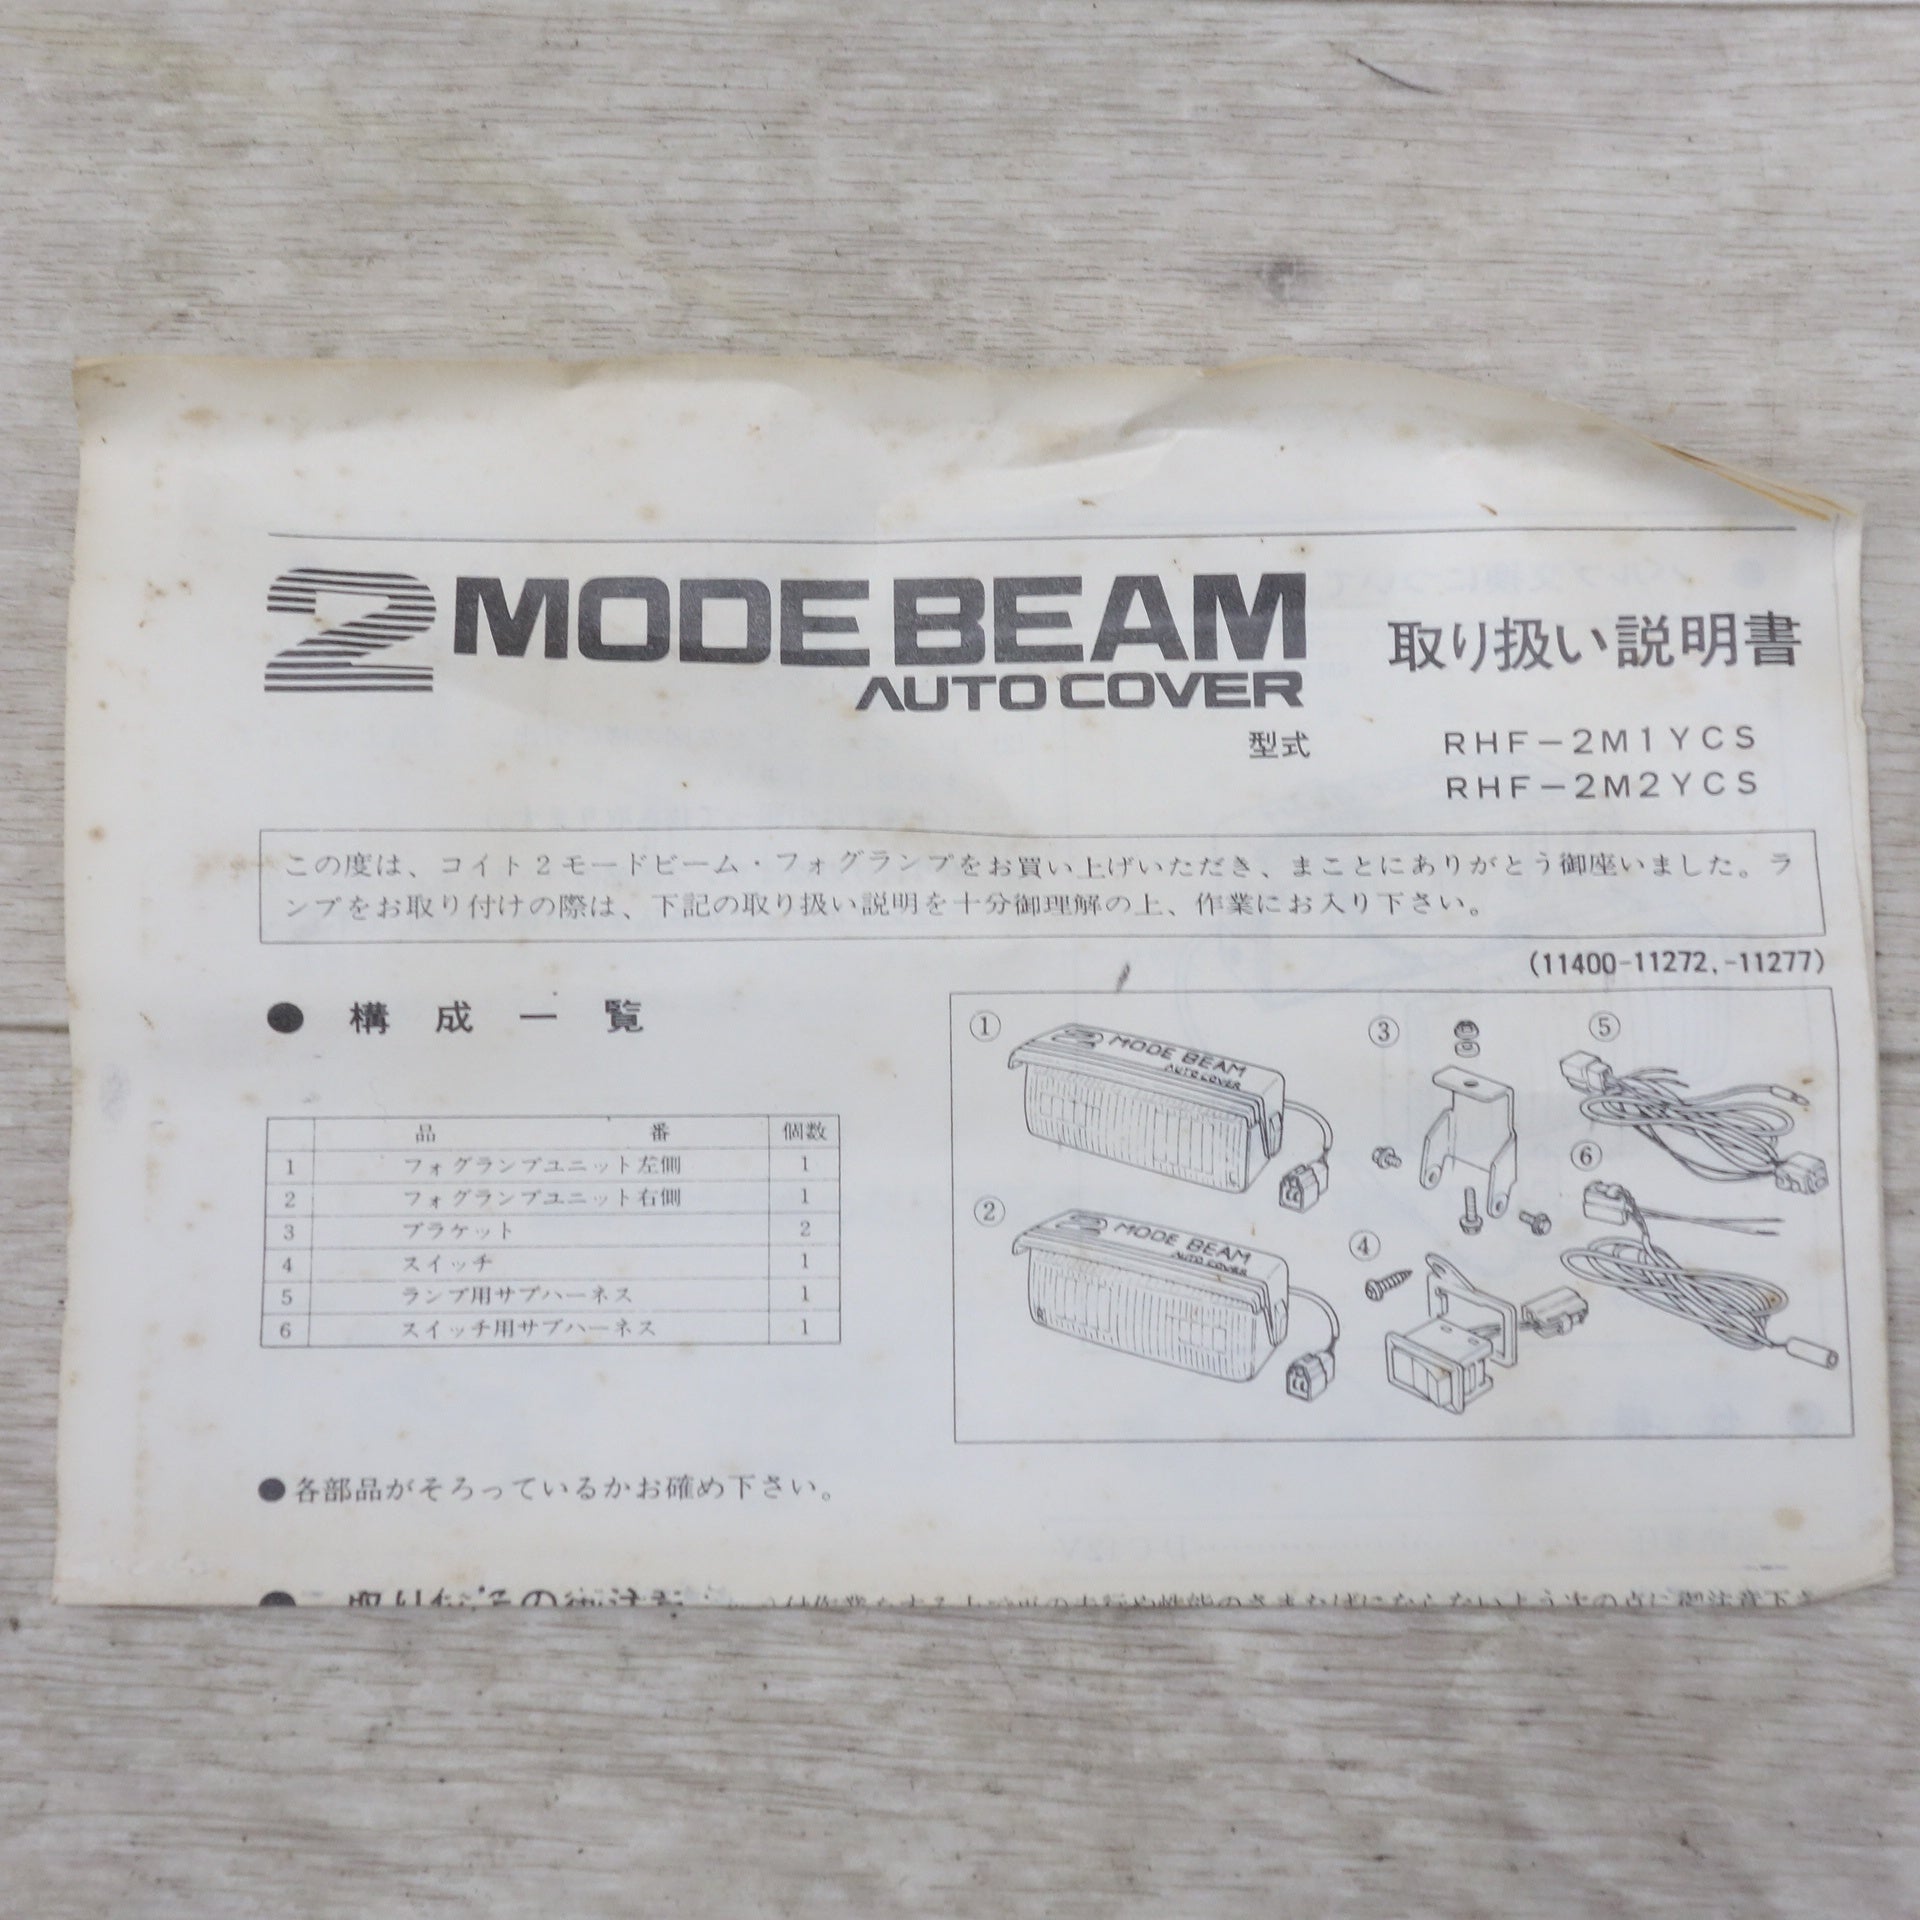 2 MODE BEAM
AUTO COVER
取り扱い説明書
型式 RHF-2M1YCS
RHF-2M2YCS
この度は、コイト2モードビーム・フォグランプをお買い上げいただき、まことにありがとう御座いました。ラ
ンプをお取り付けの際は、下記の取り扱い説明を十分御理解の上、作業にお入り下さい。
(11400-11272,-11277)
● 構成一覧
品番 個数
1 フォグランプユニット左側 1
2 フォグランプユニット右側 1
3 ブラケット 2
4 スイッチ 1
5 ランプ用サブハーネス 1
6 スイッチ用サブハーネス 1
① 2 MODE BEAM
AUTO COVER
L
② 2 MODE BEAM
AUTO COVER
R
③
④
⑤
⑥
●各部品がそろっているかお確め下さい。